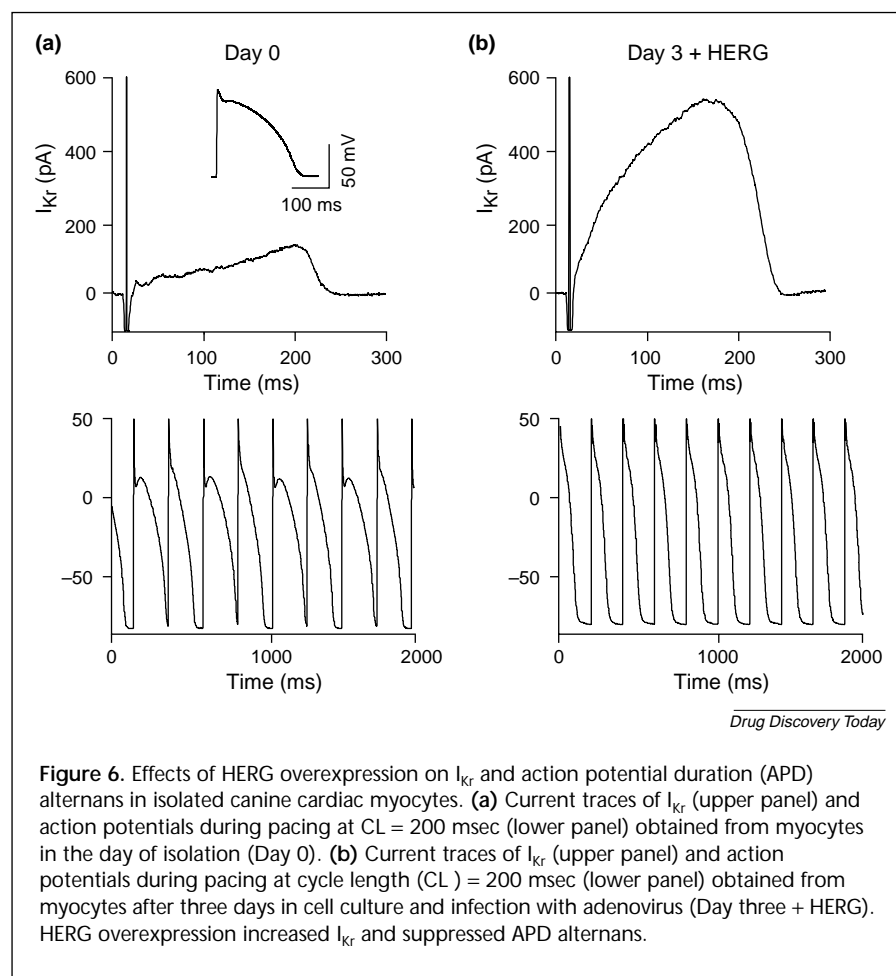 (a)
Day 0
600
400
200
0
I_Kr (pA)
50 mV
100 ms
0
100
200
300
Time (ms)
50
0
–50
0
1000
2000
Time (ms)
(b)
Day 3 + HERG
600
400
200
0
I_Kr (pA)
0
100
200
300
Time (ms)
50
0
–50
0
1000
2000
Time (ms)
Drug Discovery Today
Figure 6. Effects of HERG overexpression on I_Kr and action potential duration (APD)
alternans in isolated canine cardiac myocytes. (a) Current traces of I_Kr (upper panel) and
action potentials during pacing at CL = 200 msec (lower panel) obtained from myocytes
in the day of isolation (Day 0). (b) Current traces of I_Kr (upper panel) and action
potentials during pacing at cycle length (CL ) = 200 msec (lower panel) obtained from
myocytes after three days in cell culture and infection with adenovirus (Day three + HERG).
HERG overexpression increased I_Kr and suppressed APD alternans.